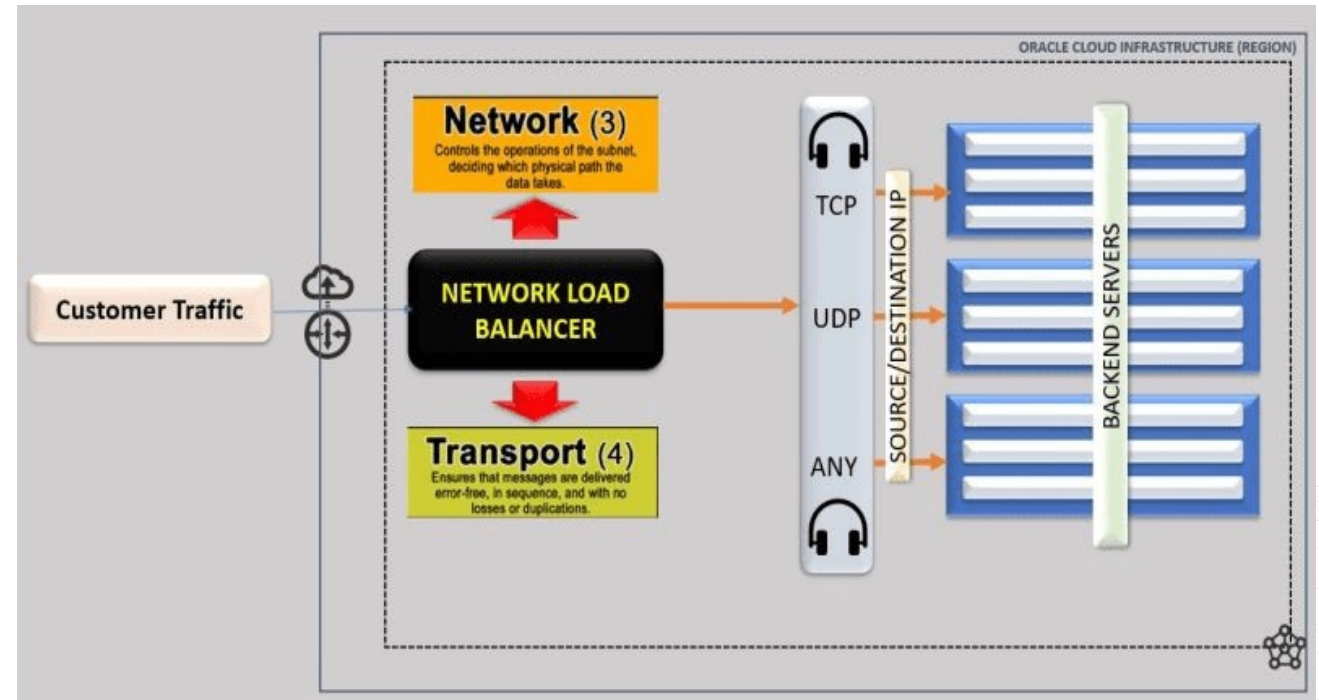 ORACLE CLOUD INFRASTRUCTURE (REGION)
Network (3)
Controls the operations of the subnet,
deciding which physical path the
data takes.
Customer Traffic
NETWORK LOAD
BALANCER
Transport (4)
Ensures that messages are delivered
error-free, in sequence, and with no
losses or duplications.
TCP
UDP
ANY
SOURCE/DESTINATION IP
BACKEND SERVERS